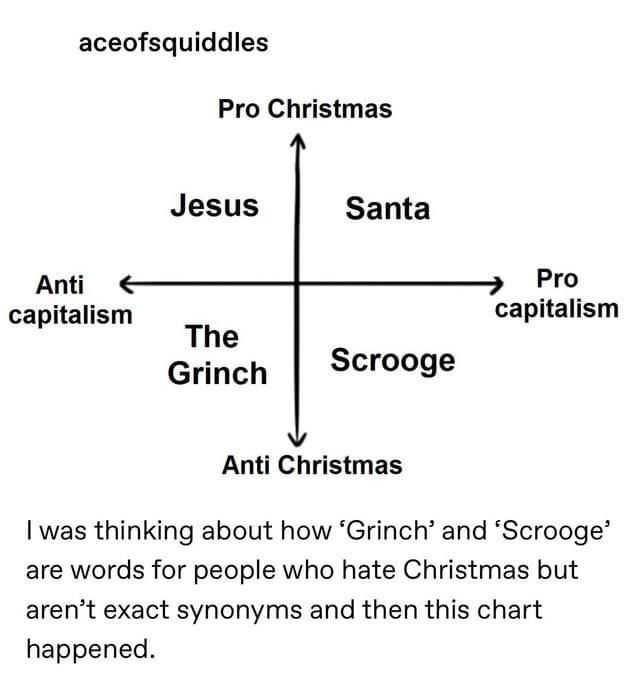 aceofsquiddles
Pro Christmas
Jesus
Santa
Anti
capitalism
Pro
capitalism
The
Grinch
Scrooge
Anti Christmas
I was thinking about how ‘Grinch’ and ‘Scrooge’
are words for people who hate Christmas but
aren’t exact synonyms and then this chart
happened.